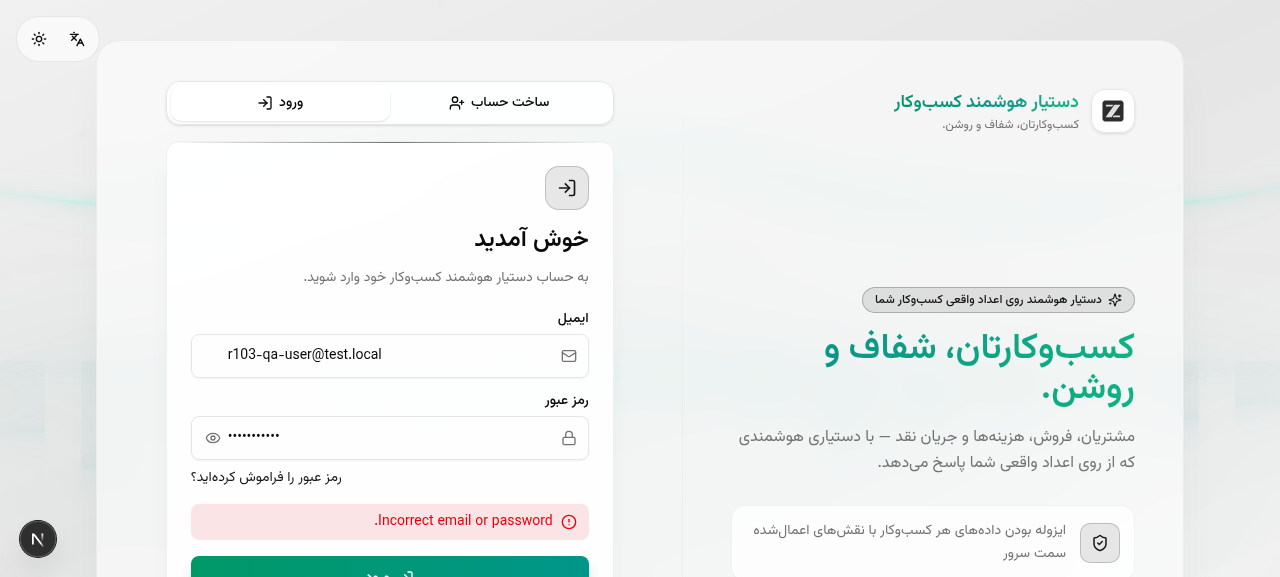 دستیار هوشمند کسب‌وکار
کسب‌وکارتان، شفاف و روشن.
دستیار هوشمند روی اعداد واقعی کسب‌وکار شما
کسب‌وکارتان، شفاف و
روشن.
مشتریان، فروش، هزینه‌ها و جریان نقد — با دستیاری هوشمندی
که از روی اعداد واقعی شما پاسخ می‌دهد.
ایزوله بودن داده‌های هر کسب‌وکار با نقش‌های اعمال‌شده
سمت سرور
ساخت حساب
ورود
خوش آمدید
به حساب دستیار هوشمند کسب‌وکار خود وارد شوید.
ایمیل
r103-qa-user@test.local
رمز عبور
•••••••••••
رمز عبور را فراموش کرده‌اید؟
Incorrect email or password.
ورود